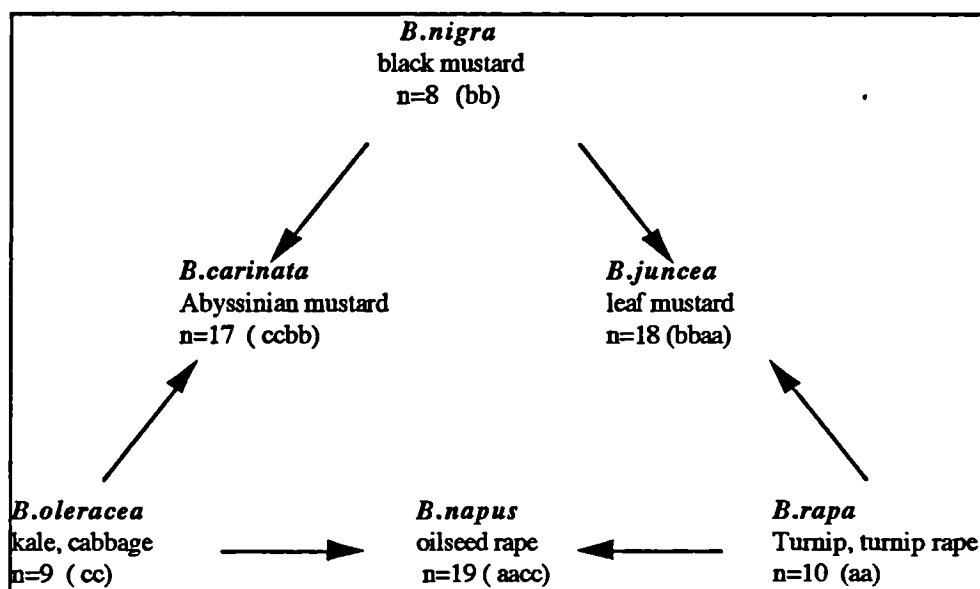 B.nigra
black mustard
n=8 (bb)
B.carinata
Abyssinian mustard
n=17 ( ccbb)
B.juncea
leaf mustard
n=18 (bbaa)
B.oleracea
kale, cabbage
n=9 ( cc)
B.napus
oilseed rape
n=19 ( aacc)
B.rapa
Turnip, turnip rape
n=10 (aa)